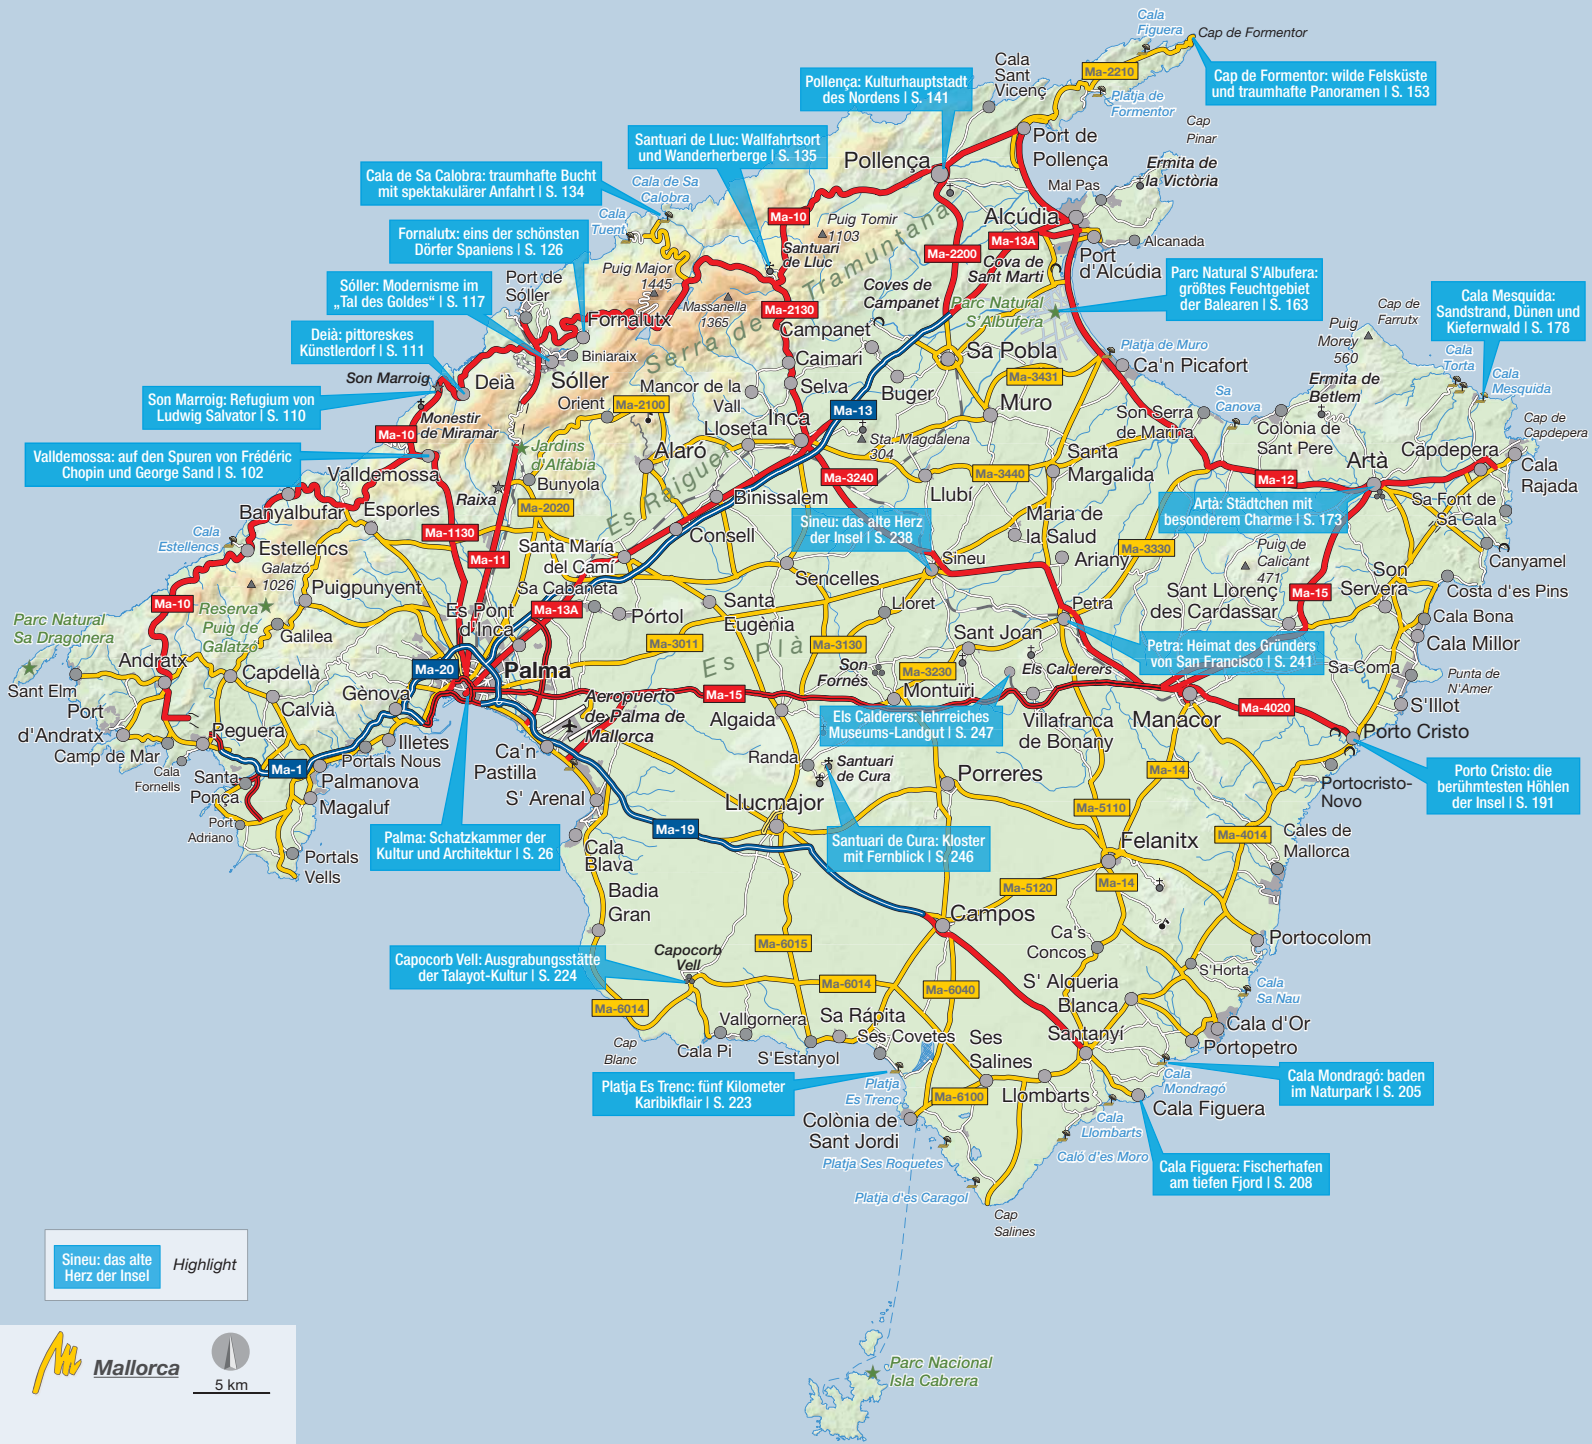 Cala
Figuera
Cap de Formentor
Cap de Formentor: wilde Felsküste
und traumhafte Panoramen | S. 153
Ma-2210
Platja de
Formentor
Cala
Sant
Vicenç
Pollença: Kulturhauptstadt
des Nordens | S. 141
Cap
Pinar
Port de
Pollença
Santuari de Lluc: Wallfahrtsort
und Wanderherberge | S. 135
Pollença
Ermita de
la Victòria
Mal Pas
Cala de Sa Calobra: traumhafte Bucht
mit spektakulärer Anfahrt | S. 134
Cala de Sa
Calobra
Cala
Tuent
Ma-10
Puig Tomir
1103
Alcúdia
Alcanada
Ma-13A
Ma-2200
Port
d'Alcúdia
Fornalutx: eins der schönsten
Dörfer Spaniens | S. 126
Santuari
de Lluc
Cova de
Sant Marti
Parc Natural S'Albufera:
größtes Feuchtgebiet
der Balearen | S. 163
Puig Major
1445
Port de
Sóller
Sóller: Modernisme im
„Tal des Goldes“ | S. 117
Massanella
1365
Serra de Tramuntana
Coves de
Campanet
Parc Natural
S'Albufera
Cala Mesquida:
Sandstrand, Dünen und
Kiefernwald | S. 178
Cap de
Farrutx
Ma-2130
Fornalutx
Campanet
Puig
Morey
560
Deià: pittoreskes
Künstlerdorf | S. 111
Biniaraix
Caimari
Sa Pobla
Platja de Muro
Ca'n Picafort
Cala
Torta
Cala
Mesquida
Son Marroig
Deià
Sóller
Mancor de la
Vall
Selva
Buger
Ma-3431
Ermita de
Betlem
Son Marroig: Refugium von
Ludwig Salvator | S. 110
Orient
Ma-2100
Ma-13
Muro
Sa
Canova
Son Serra
de Marina
Colònia de
Sant Pere
Cap de
Capdepera
Monestir
de Miramar
Ma-10
Lloseta
Inca
Sta. Magdalena
304
Valldemossa: auf den Spuren von Frédéric
Chopin und George Sand | S. 102
Jardins
d'Alfàbia
Alaró
Santa
Margalida
Artà
Capdepera
Cala
Rajada
Valldemossa
Raixa
Bunyola
Es Raiguer
Ma-3240
Ma-3440
Ma-12
Banyalbufar
Esporles
Ma-2020
Binissalem
Llubí
Artà: Städtchen mit
besonderem Charme | S. 173
Sa Font de
Sa Cala
Cala
Estellencs
Ma-1130
Consell
Sineu: das alte Herz
der Insel | S. 238
Maria de
la Salud
Ariany
Ma-3330
Puig de
Calicant
471
Canyamel
Estellencs
Galatzó
1026
Ma-11
Santa María
del Camí
Sineu
Puigpunyent
Sa Cabaneta
Sencelles
Sant Llorenç
des Cardassar
Ma-15
Son
Servera
Costa d'es Pins
Ma-10
Reserva
Puig de
Galatzó
Es Pont
d'Inca
Ma-13A
Pórtol
Santa
Eugènia
Lloret
Petra
Cala Bona
Parc Natural
Sa Dragonera
Galilea
Ma-3011
Es Plà
Ma-3130
Sant Joan
Petra: Heimat des Gründers
von San Francisco | S. 241
Cala Millor
Andratx
Capdellà
Ma-20
Palma
Son
Fornés
Ma-3230
Els Calderers
Sa Coma
Punta de
N'Amer
Sant Elm
Gènova
Ma-15
Montuïri
Port
d'Andratx
Calvià
Aeropuerto
de Palma de
Mallorca
Algaida
Els Calderers: lehrreiches
Museums-Landgut | S. 247
Villafranca
de Bonany
Manacor
Ma-4020
S'Illot
Camp de Mar
Peguera
Illetes
Portals Nous
Porto Cristo
Cala
Fornells
Ma-1
Palmanova
Ca'n
Pastilla
Randa
Santuari
de Cura
Porreres
Ma-14
Porto Cristo: die
berühmtesten Höhlen
der Insel | S. 191
Portocristo-
Novo
Santa
Ponça
Magaluf
S' Arenal
Llucmajor
Ma-5110
Port
Adriano
Ma-19
Ma-4014
Cales de
Mallorca
Palma: Schatzkammer der
Kultur und Architektur | S. 26
Cala
Blava
Santuari de Cura: Kloster
mit Fernblick | S. 246
Felanitx
Portals
Vells
Badia
Gran
Ma-5120
Ma-14
Campos
Capocorb Vell: Ausgrabungsstätte
der Talayot-Kultur | S. 224
Capocorb
Vell
Ma-6015
Ca's
Concos
Portocolom
S'Horta
Ma-6014
Ma-6014
Ma-6040
S' Alqueria
Blanca
Cala
Sa Nau
Vallgornera
Sa Rápita
Ses Covetes
Ses
Salines
Santanyí
Cala d'Or
Portopetro
Cap
Blanc
Cala Pi
S'Estanyol
Platja Es Trenc: fünf Kilometer
Karibikflair | S. 223
Platja
Es Trenc
Ma-6100
Llombarts
Cala
Mondragó
Cala Mondragó: baden
im Naturpark | S. 205
Colònia de
Sant Jordi
Cala Figuera
Cala
Llombarts
Platja Ses Roquetes
Caló d'es Moro
Cala Figuera: Fischerhafen
am tiefen Fjord | S. 208
Platja d'es Caragol
Cap
Salines
Sineu: das alte
Herz der Insel
Highlight
Mallorca
5 km
Parc Nacional
Isla Cabrera